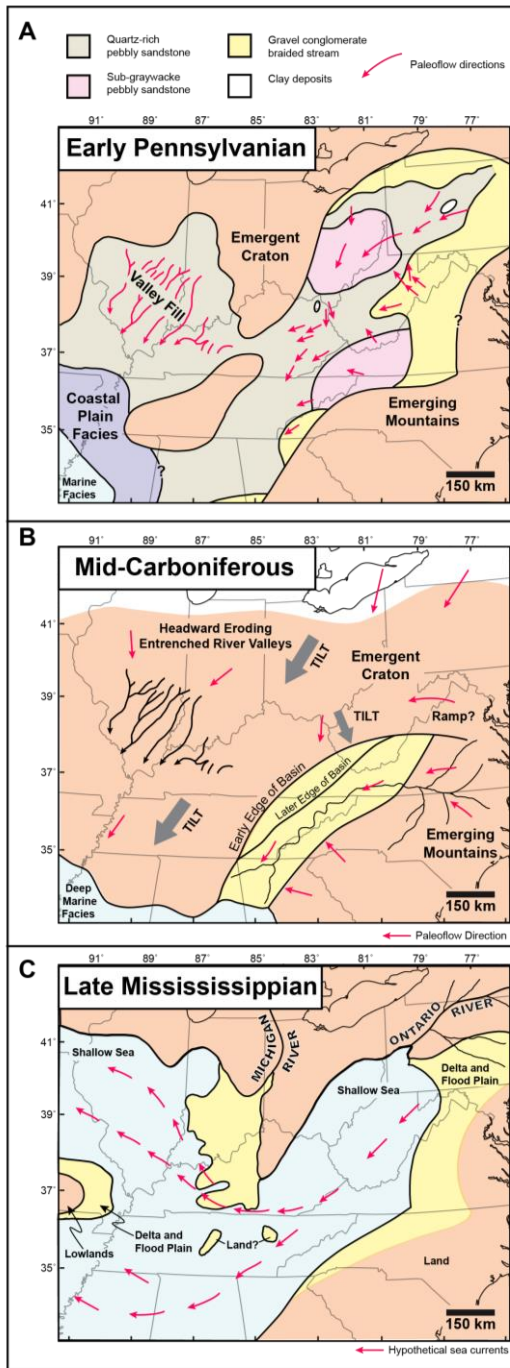 A
Quartz-rich
pebbly sandstone
Gravel conglomerate
braided stream
Paleoflow directions
Sub-graywacke
pebbly sandstone
Clay deposits
91' 89' 87' 85' 83' 81' 79' 77'
Early Pennsylvanian
41'
Emergent
Craton
39'
Valley Fill
?
37'
Coastal
Plain
Facies
35'
Emerging
Mountains
?
Marine
Facies
150 km
B
91' 89' 87' 85' 83' 81' 79' 77'
Mid-Carboniferous
41'
Headward Eroding
Entrenched River Valleys
TILT
Emergent
Craton
39'
TILT
Ramp?
37'
Early Edge of Basin
Later Edge of Basin
TILT
35'
Emerging
Mountains
Deep
Marine
Facies
150 km
Paleoflow Direction
C
91' 89' 87' 85' 83' 81' 79' 77'
Late Missisissippian
MICHIGAN
RIVER
ONTARIO
RIVER
41'
Shallow Sea
Shallow Sea
Delta and
Flood Plain
39'
37'
Lowlands
Delta and
Flood Plain
Land?
35'
Land
150 km
Hypothetical sea currents